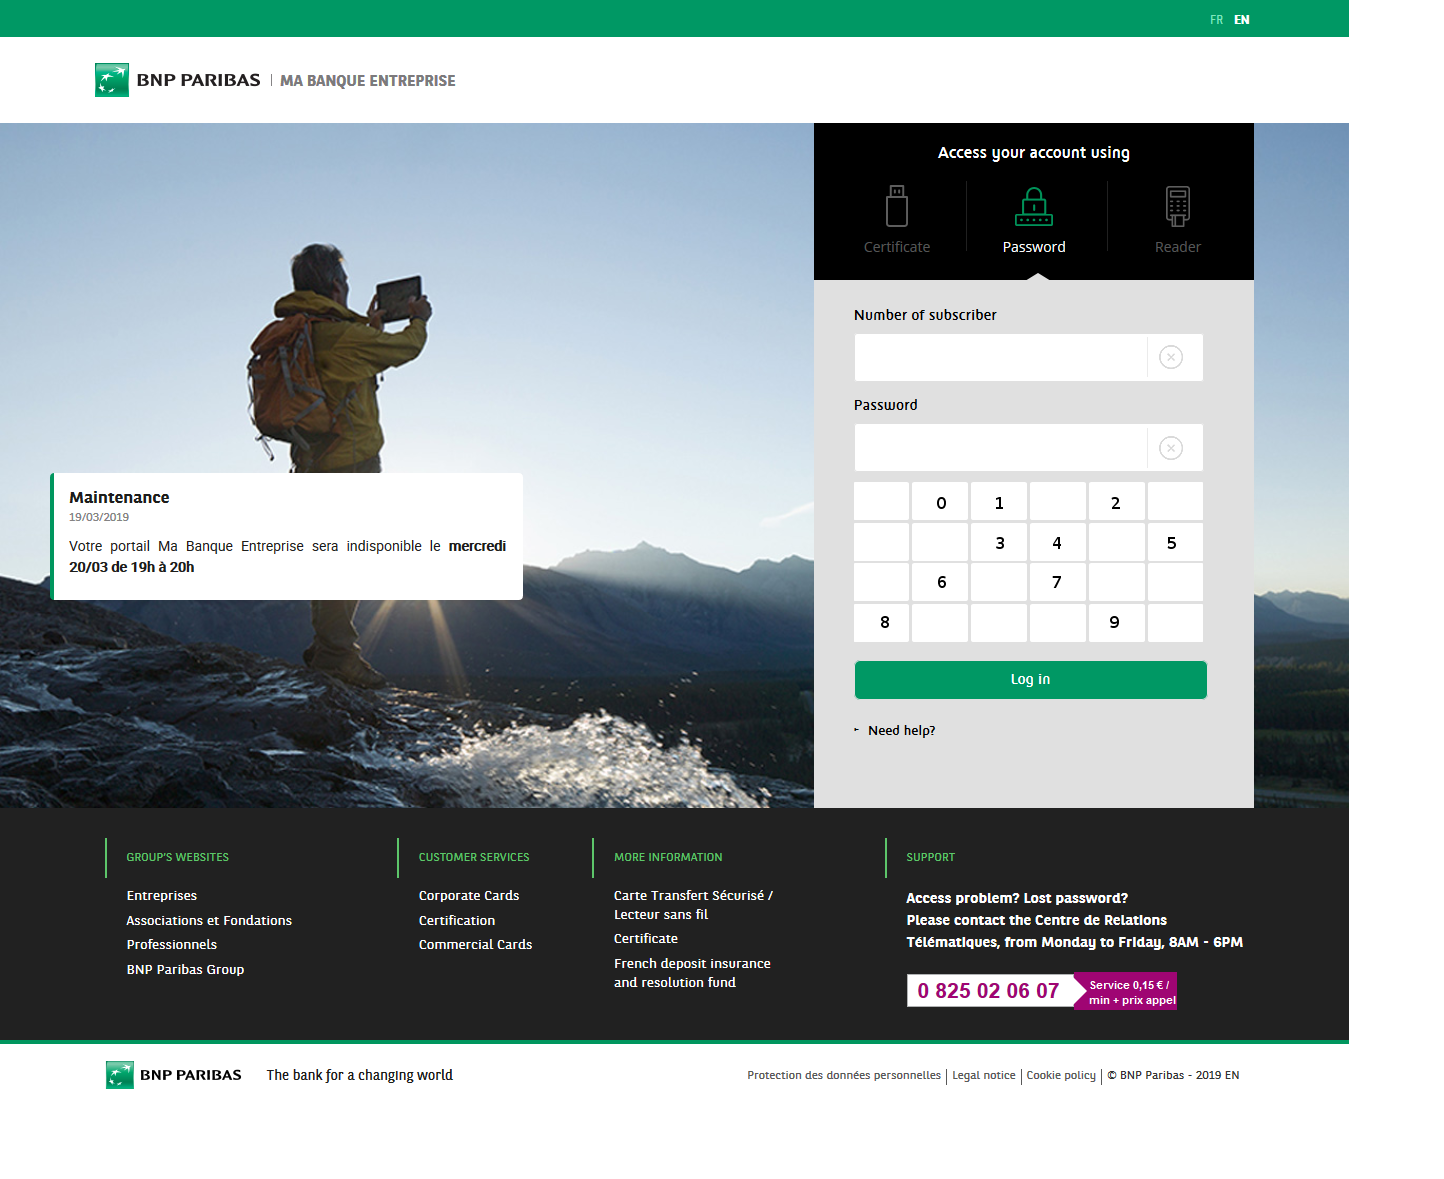 FR EN
BNP PARIBAS | MA BANQUE ENTREPRISE
Access your account using
Certificate Password Reader
Number of subscriber
Password
0 1 2
3 4 5
6 7
8 9
Log in
Need help?
Maintenance
19/03/2019
Votre portail Ma Banque Entreprise sera indisponible le mercredi
20/03 de 19h à 20h
GROUP'S WEBSITES
Entreprises
Associations et Fondations
Professionnels
BNP Paribas Group
CUSTOMER SERVICES
Corporate Cards
Certification
Commercial Cards
MORE INFORMATION
Carte Transfert Sécurisé /
Lecteur sans fil
Certificate
French deposit insurance
and resolution fund
SUPPORT
Access problem? Lost password?
Please contact the Centre de Relations
Télématiques, from Monday to Friday, 8AM - 6PM
0 825 02 06 07
Service 0,15 € /
min + prix appel
BNP PARIBAS The bank for a changing world
Protection des données personnelles | Legal notice | Cookie policy | © BNP Paribas - 2019 EN